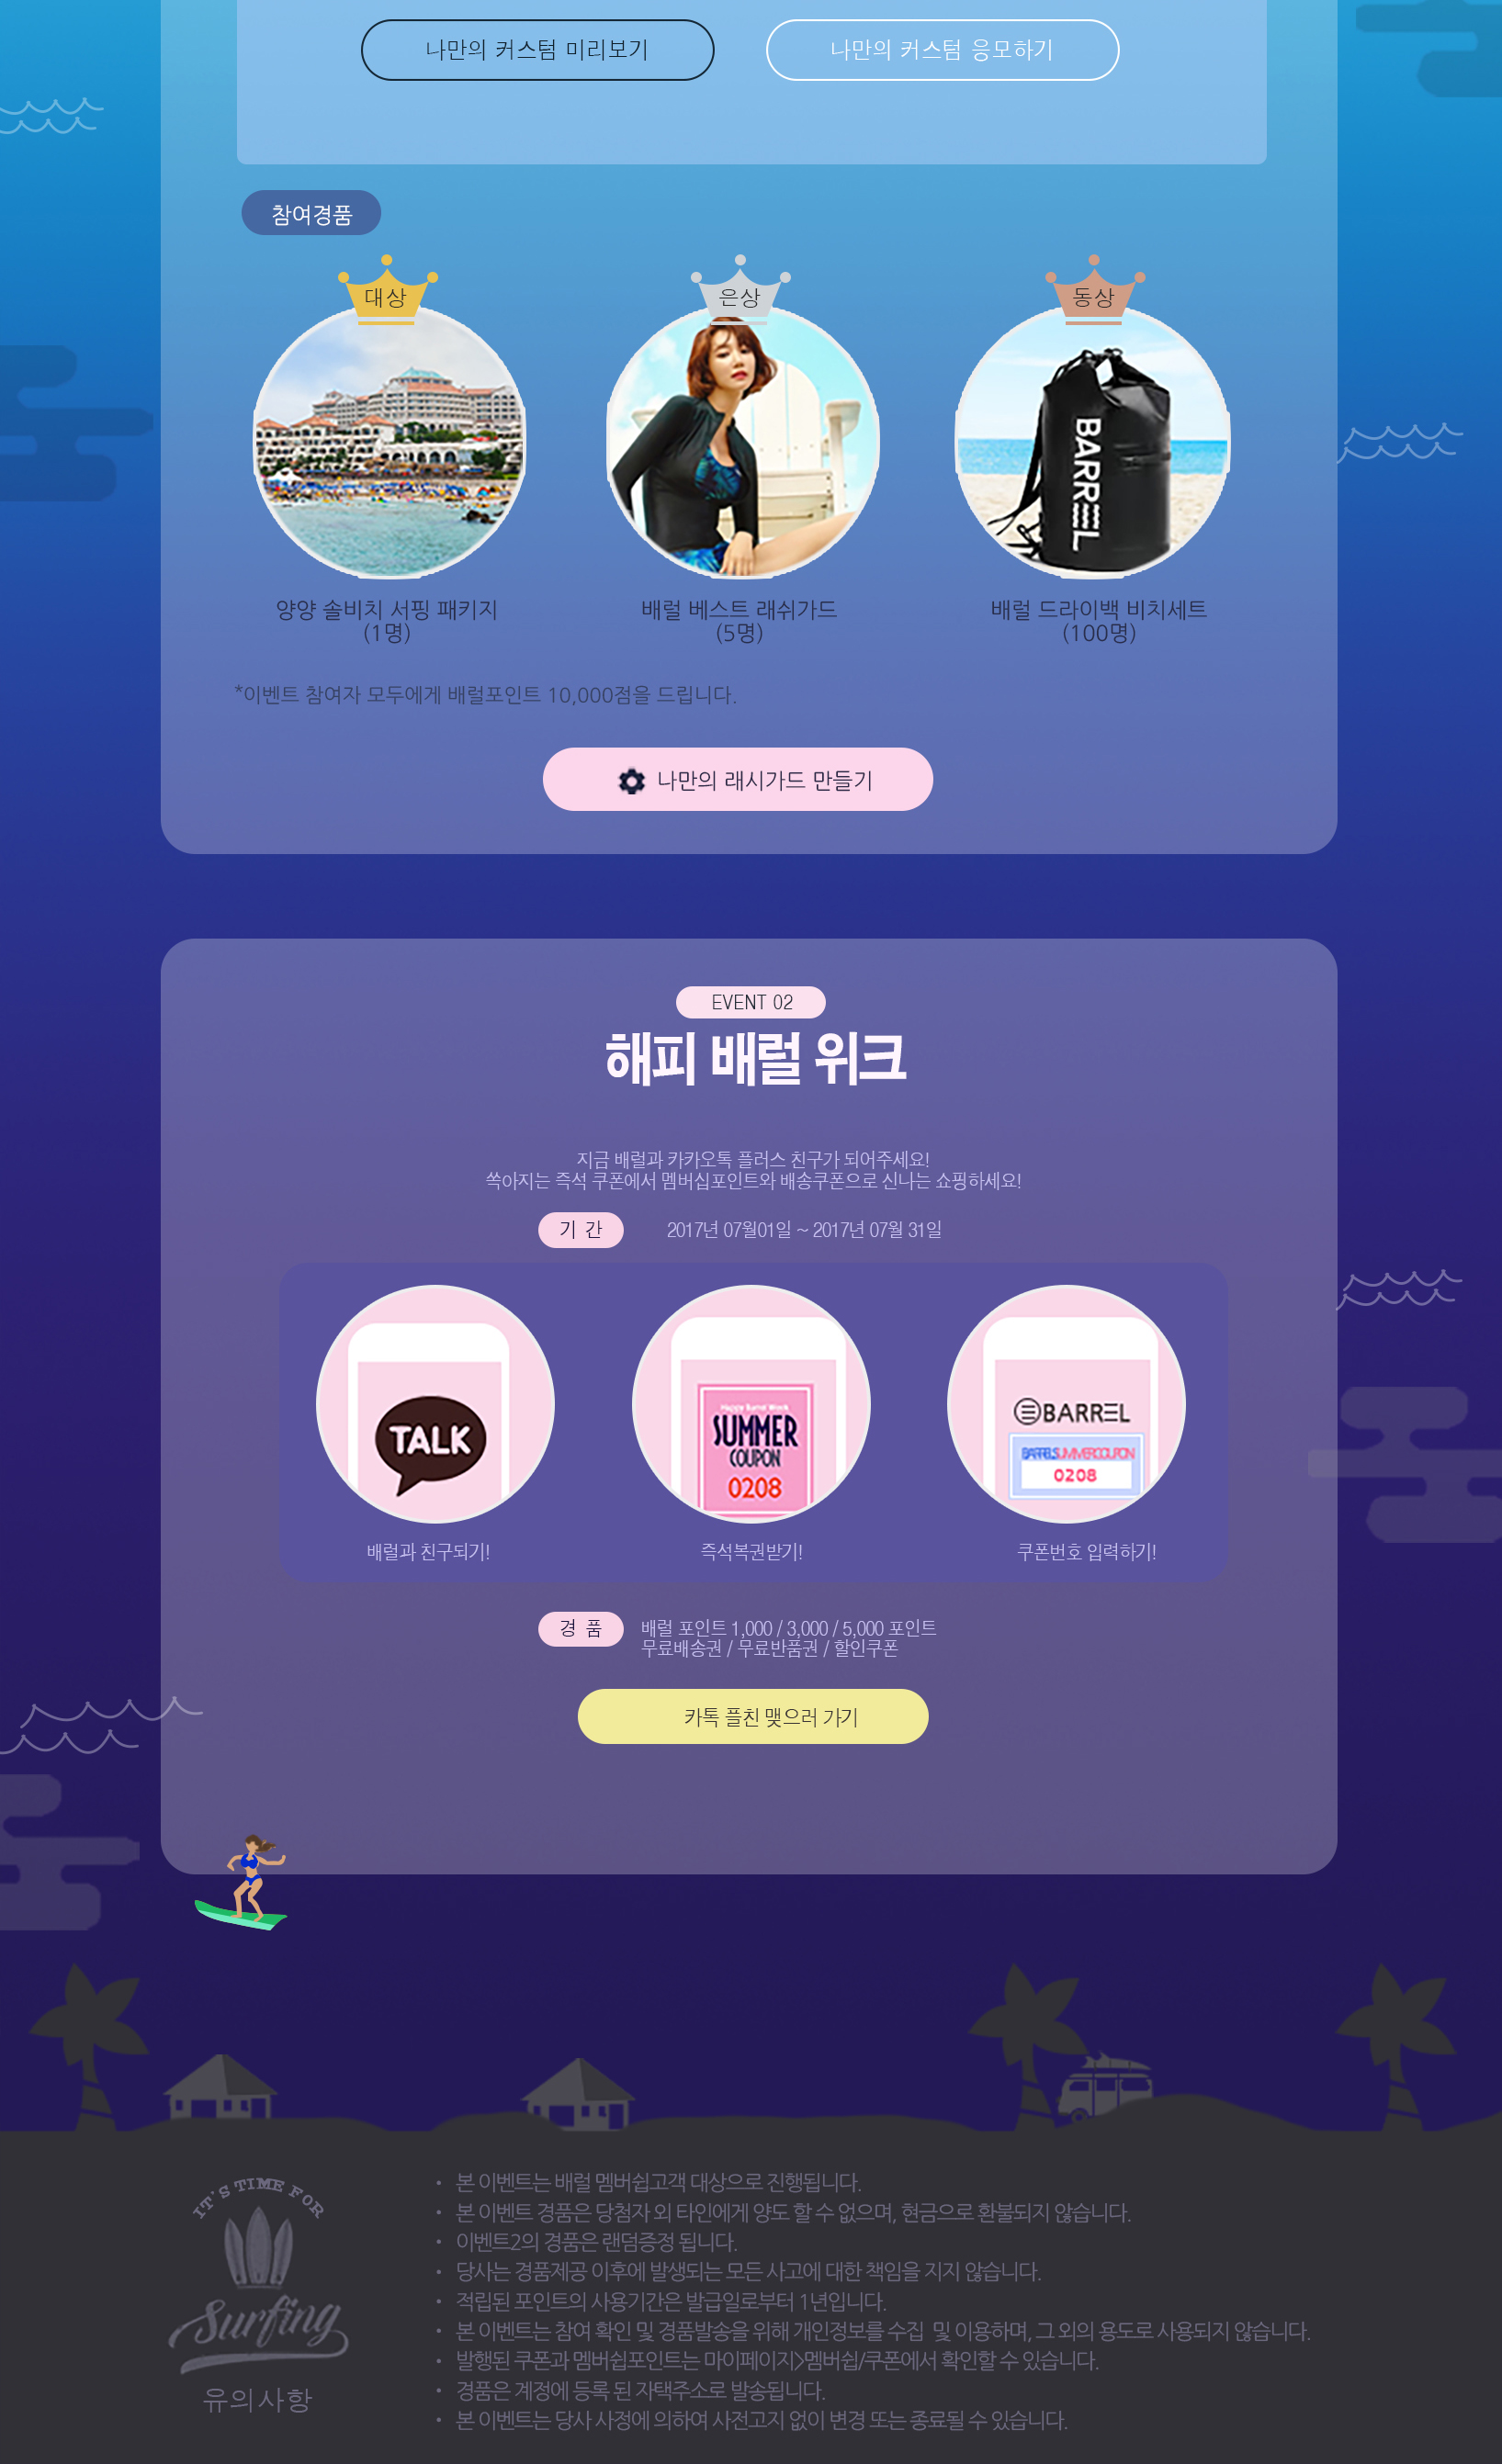 나만의 커스텀 미리보기
나만의 커스텀 응모하기
참여경품
대상
은상
동상
BARREL
양양 솔비치 서핑 패키지
(1명)
배럴 베스트 래쉬가드
(5명)
배럴 드라이백 비치세트
(100명)
*이벤트 참여자 모두에게 배럴포인트 10,000점을 드립니다.
나만의 래시가드 만들기
EVENT 02
해피 배럴 위크
지금 배럴과 카카오톡 플러스 친구가 되어주세요!
쏙아지는 즉석 쿠폰에서 멤버십포인트와 배송쿠폰으로 신나는 쇼핑하세요!
기 간
2017년 07월01일 ~ 2017년 07월 31일
TALK
Happy Barrel Week
SUMMER
COUPON
0208
BARREL
BARRELSUMMERCOUPON
0208
배럴과 친구되기!
즉석복권받기!
쿠폰번호 입력하기!
경 품
배럴 포인트 1,000 / 3,000 / 5,000 포인트
무료배송권 / 무료반품권 / 할인쿠폰
카톡 플친 맺으러 가기
IT'S TIME FOR
Surfing
유의사항
• 본 이벤트는 배럴 멤버쉽고객 대상으로 진행됩니다.
• 본 이벤트 경품은 당첨자 외 타인에게 양도 할 수 없으며, 현금으로 환불되지 않습니다.
• 이벤트2의 경품은 랜덤증정 됩니다.
• 당사는 경품제공 이후에 발생되는 모든 사고에 대한 책임을 지지 않습니다.
• 적립된 포인트의 사용기간은 발급일로부터 1년입니다.
• 본 이벤트는 참여 확인 및 경품발송을 위해 개인정보를 수집 및 이용하며, 그 외의 용도로 사용되지 않습니다.
• 발행된 쿠폰과 멤버쉽포인트는 마이페이지>멤버쉽/쿠폰에서 확인할 수 있습니다.
• 경품은 계정에 등록 된 자택주소로 발송됩니다.
• 본 이벤트는 당사 사정에 의하여 사전고지 없이 변경 또는 종료될 수 있습니다.